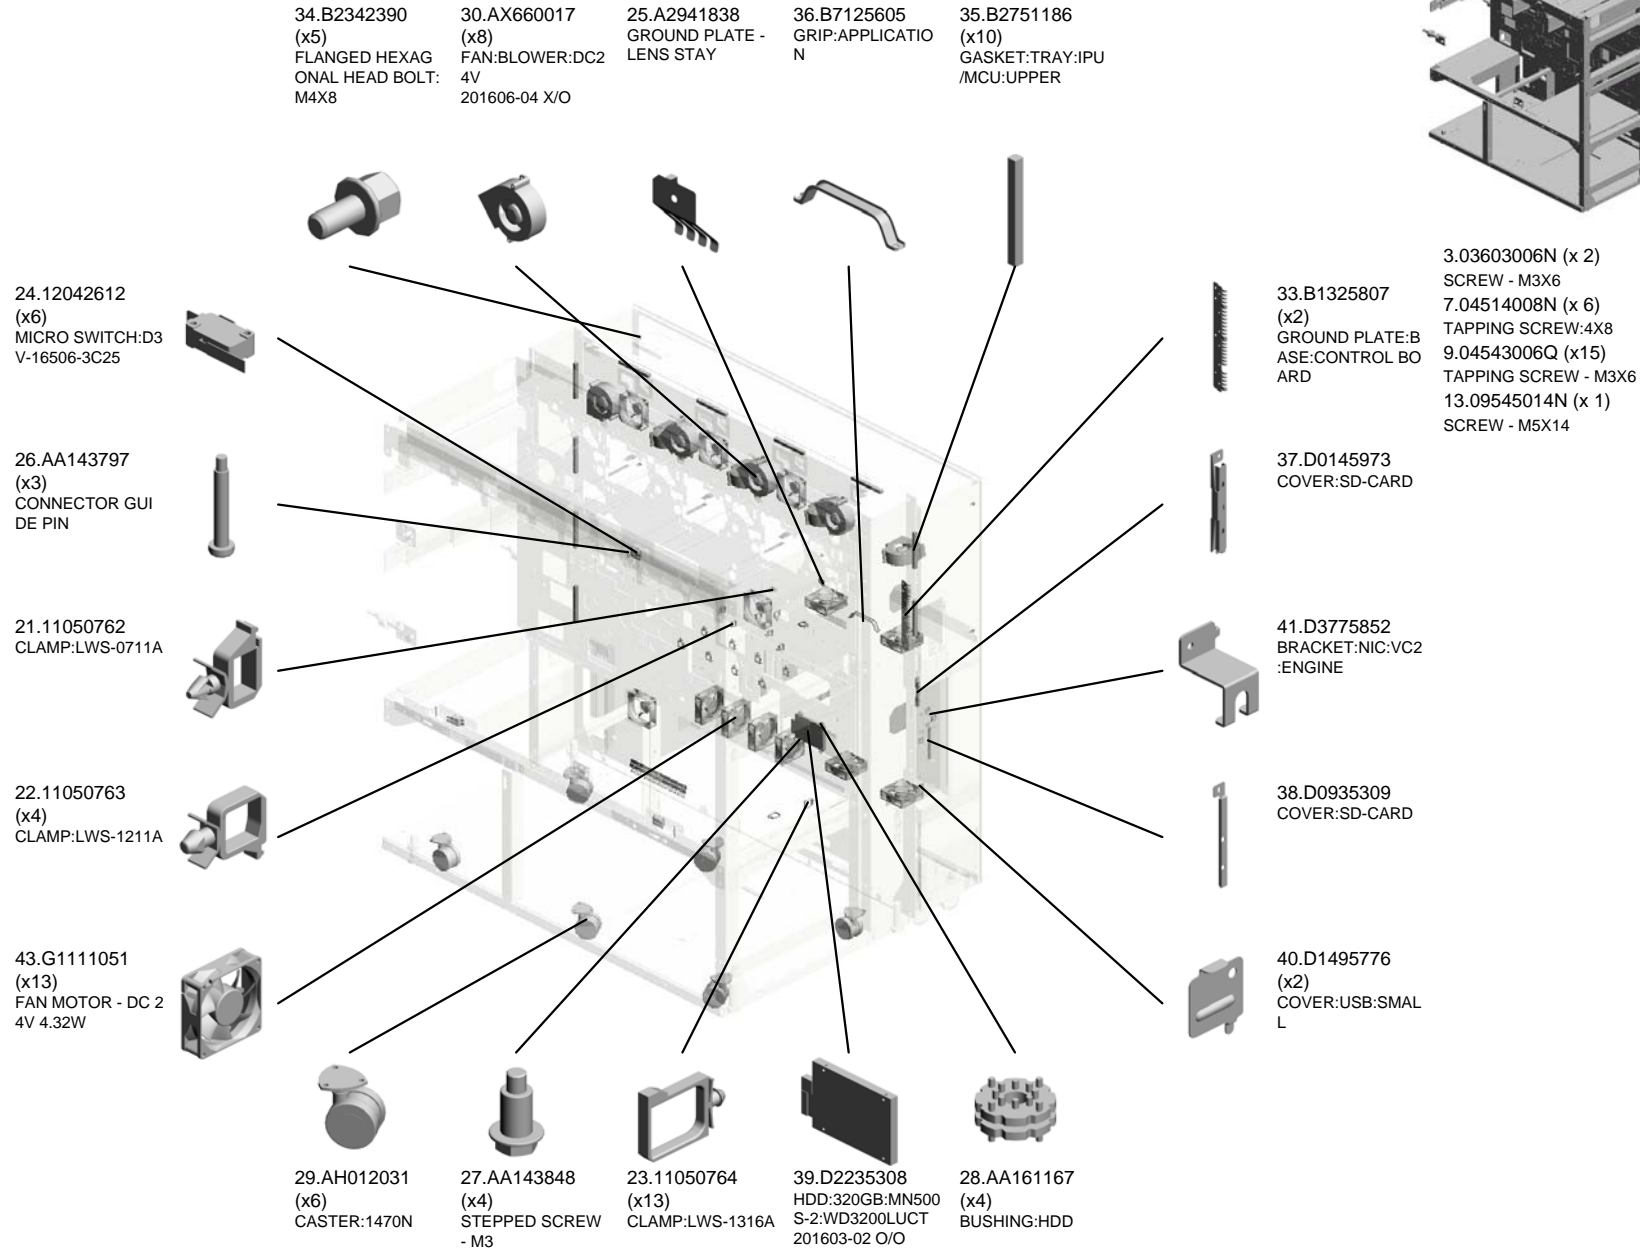 34.B2342390
(x5)
FLANGED HEXAG
ONAL HEAD BOLT:
M4X8
30.AX660017
(x8)
FAN:BLOWER:DC2
4V
201606-04 X/O
25.A2941838
GROUND PLATE -
LENS STAY
36.B7125605
GRIP:APPLICATIO
N
35.B2751186
(x10)
GASKET:TRAY:IPU
/MCU:UPPER
3.03603006N (x 2)
SCREW - M3X6
7.04514008N (x 6)
TAPPING SCREW:4X8
9.04543006Q (x15)
TAPPING SCREW - M3X6
13.09545014N (x 1)
SCREW - M5X14
24.12042612
(x6)
MICRO SWITCH:D3
V-16506-3C25
33.B1325807
(x2)
GROUND PLATE:B
ASE:CONTROL BO
ARD
26.AA143797
(x3)
CONNECTOR GUI
DE PIN
37.D0145973
COVER:SD-CARD
21.11050762
CLAMP:LWS-0711A
41.D3775852
BRACKET:NIC:VC2
:ENGINE
22.11050763
(x4)
CLAMP:LWS-1211A
38.D0935309
COVER:SD-CARD
43.G1111051
(x13)
FAN MOTOR - DC 2
4V 4.32W
40.D1495776
(x2)
COVER:USB:SMAL
L
29.AH012031
(x6)
CASTER:1470N
27.AA143848
(x4)
STEPPED SCREW
- M3
23.11050764
(x13)
CLAMP:LWS-1316A
39.D2235308
HDD:320GB:MN500
S-2:WD3200LUCT
201603-02 O/O
28.AA161167
(x4)
BUSHING:HDD